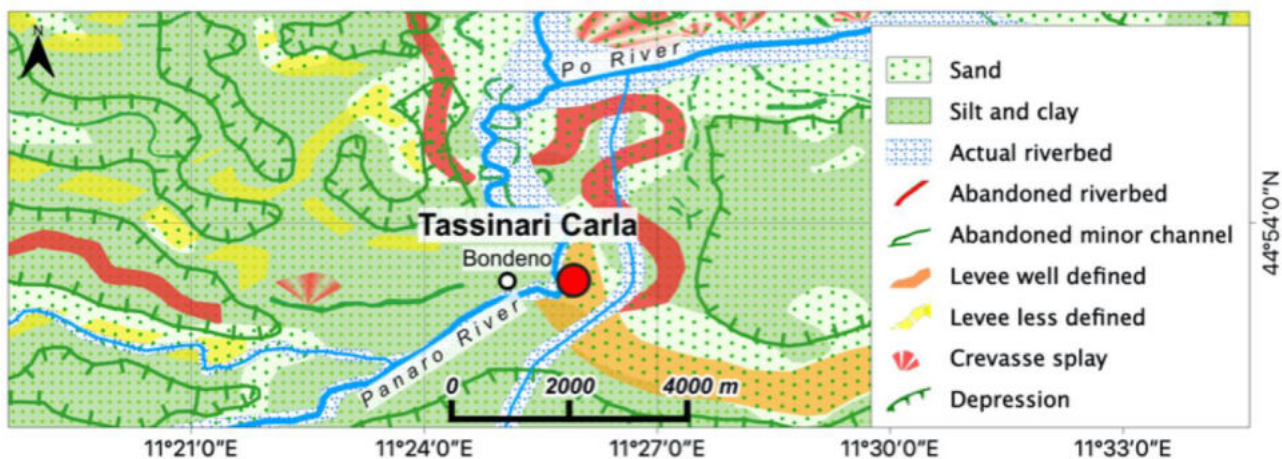 N
Po River
Tassinari Carla
Bondeno
Panaro River
0 2000 4000 m
Sand
Silt and clay
Actual riverbed
Abandoned riverbed
Abandoned minor channel
Levee well defined
Levee less defined
Crevasse splay
Depression
44°54'0"N
11°21'0"E 11°24'0"E 11°27'0"E 11°30'0"E 11°33'0"E